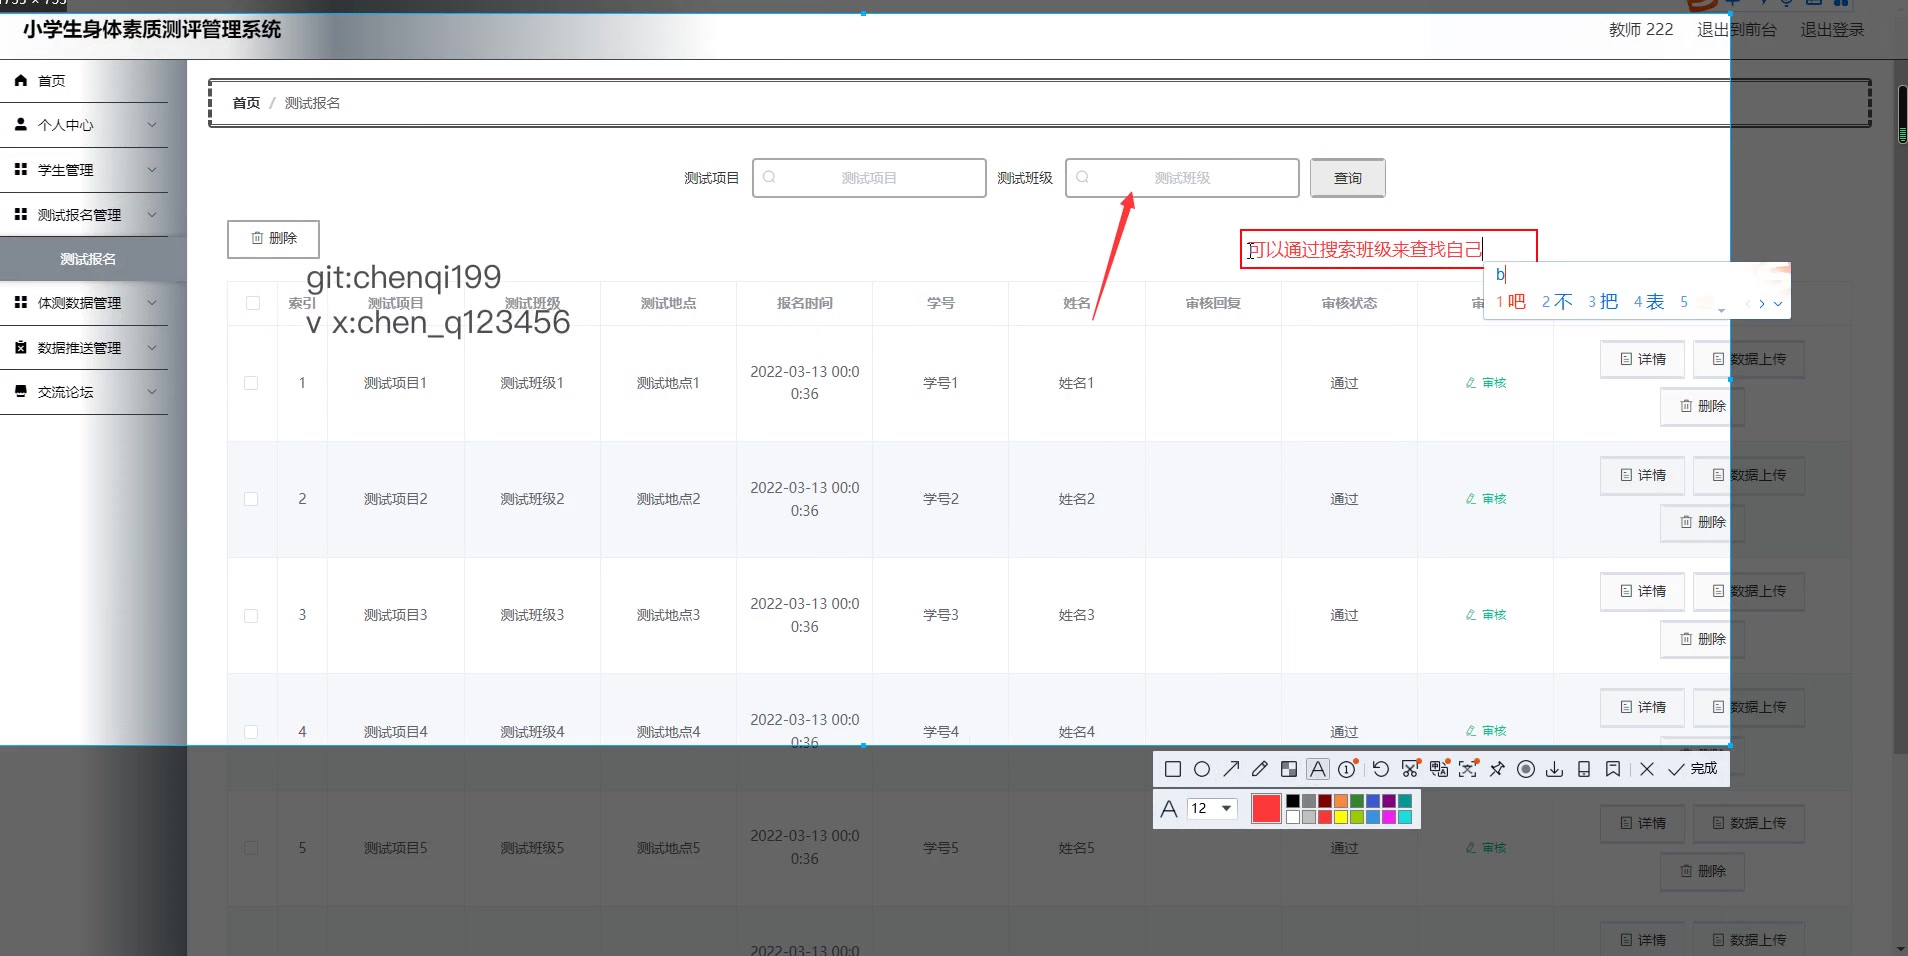 小学生身体素质测评管理系统
教师 222 退出到前台 退出登录
首页
个人中心
学生管理
测试报名管理
测试报名
体测数据管理
数据推送管理
交流论坛
首页 / 测试报名
测试项目 测试项目 测试班级 测试班级 查询
删除
可以通过搜索班级来查找自己
b
1吧 2不 3把 4表 5
git:chenqi199
v x:chen_q123456
索引 测试项目 测试班级 测试地点 报名时间 学号 姓名 审核回复 审核状态 审
1 测试项目1 测试班级1 测试地点1 2022-03-13 00:0 学号1 姓名1 通过 审核 详情 数据上传
0:36 删除
2 测试项目2 测试班级2 测试地点2 2022-03-13 00:0 学号2 姓名2 通过 审核 详情 数据上传
0:36 删除
3 测试项目3 测试班级3 测试地点3 2022-03-13 00:0 学号3 姓名3 通过 审核 详情 数据上传
0:36 删除
4 测试项目4 测试班级4 测试地点4 2022-03-13 00:0 学号4 姓名4 通过 审核 详情 数据上传
0:36
完成
A 12
5 测试项目5 测试班级5 测试地点5 2022-03-13 00:0 学号5 姓名5 通过 审核 详情 数据上传
0:36 删除
2022-03-13 00:0 详情 数据上传